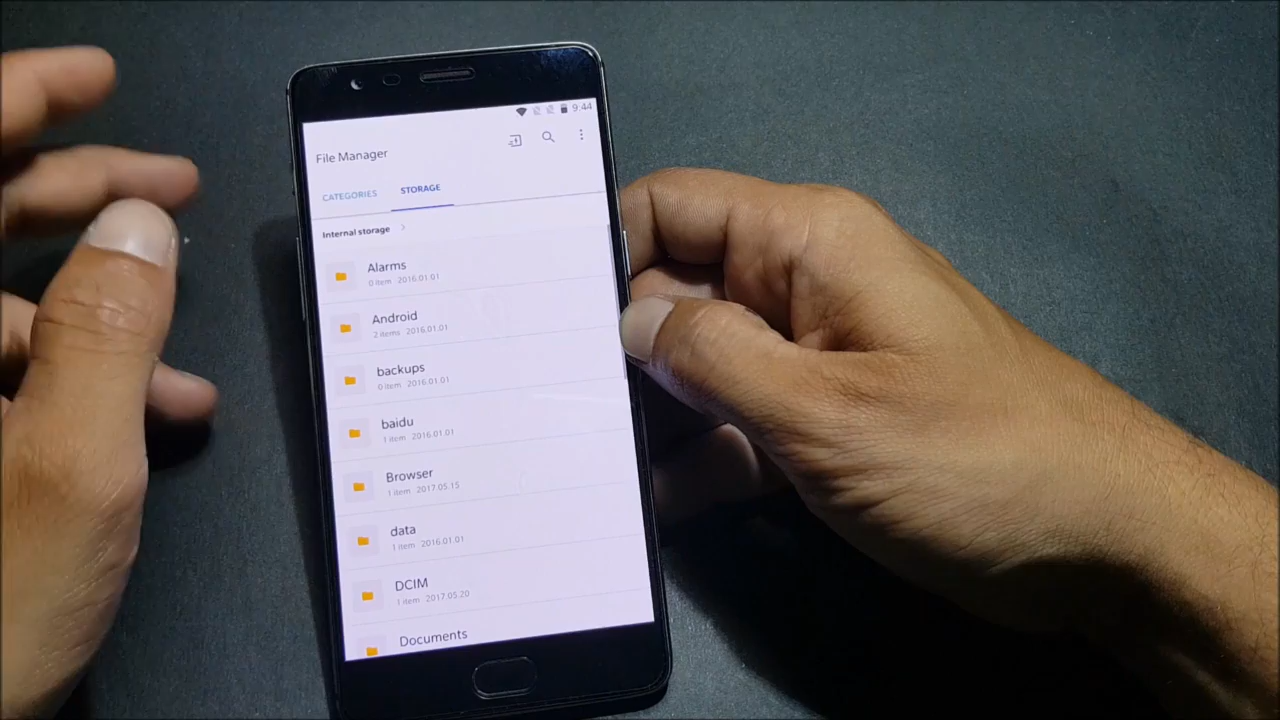 9:44
File Manager
CATEGORIES STORAGE
Internal storage
Alarms
0 item 2016.01.01
Android
2 items 2016.01.01
backups
0 item 2016.01.01
baidu
1 item 2016.01.01
Browser
1 item 2017.05.15
data
1 item 2016.01.01
DCIM
1 item 2017.05.20
Documents